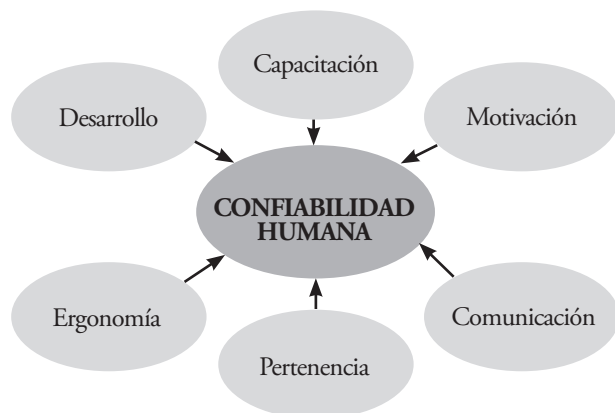 Capacitación
Desarrollo
Motivación
CONFIABILIDAD
HUMANA
Ergonomía
Comunicación
Pertenencia